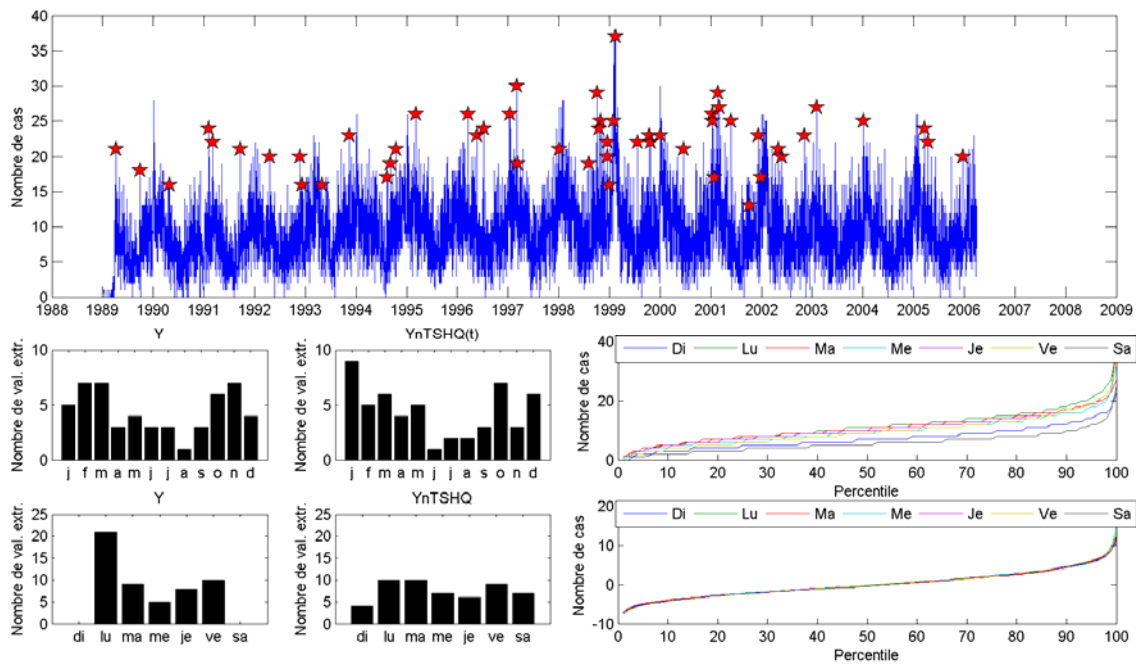 40
35
30
25
20
15
10
5
0
Nombre de cas
1988 1989 1990 1991 1992 1993 1994 1995 1996 1997 1998 1999 2000 2001 2002 2003 2004 2005 2006 2007 2008 2009
Y
10
5
0
Nombre de val. extr.
j f m a m j j a s o n d
YnTSHQ(t)
10
5
0
Nombre de val. extr.
j f m a m j j a s o n d
Di Lu Ma Me Je Ve Sa
40
20
0
Nombre de cas
0 10 20 30 40 50 60 70 80 90 100
Percentile
Y
25
20
15
10
5
0
Nombre de val. extr.
di lu ma me je ve sa
YnTSHQ
25
20
15
10
5
0
Nombre de val. extr.
di lu ma me je ve sa
Di Lu Ma Me Je Ve Sa
20
10
0
-10
Nombre de cas
0 10 20 30 40 50 60 70 80 90 100
Percentile